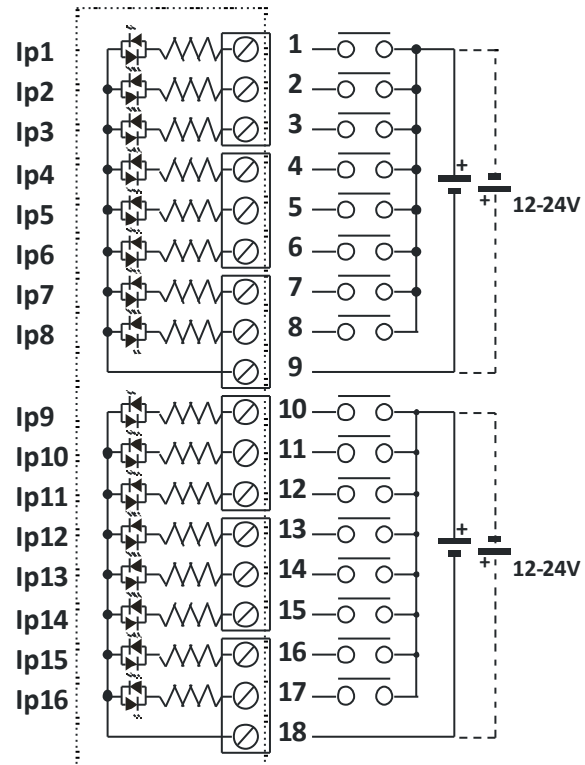 Ip1 1
Ip2 2
Ip3 3
Ip4 4
+
Ip5 5 + 12-24V
Ip6 6
Ip7 7
Ip8 8
9
Ip9 10
Ip10 11
Ip11 12
Ip12 13
+
Ip13 14 + 12-24V
Ip14 15
Ip15 16
Ip16 17
18